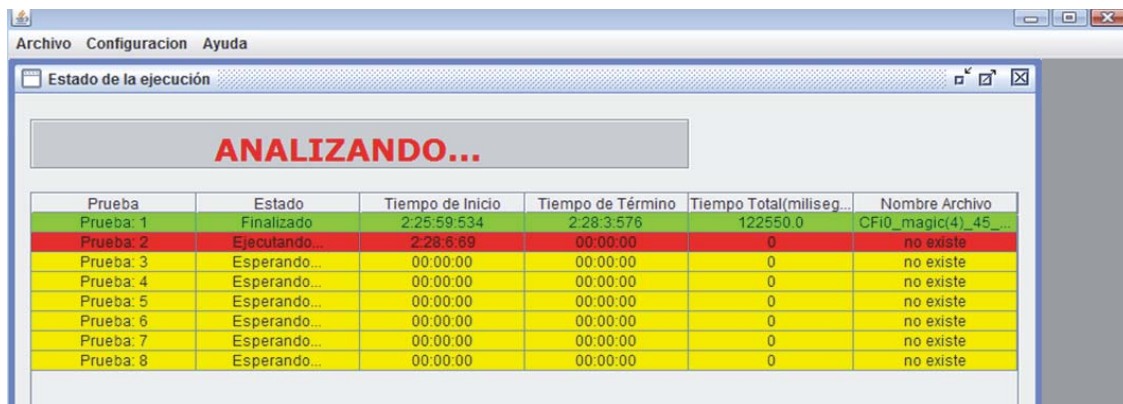 Archivo Configuracion Ayuda
Estado de la ejecución
ANALIZANDO...
Prueba Estado Tiempo de Inicio Tiempo de Término Tiempo Total(miliseg... Nombre Archivo
Prueba: 1 Finalizado 2:25:59:534 2:28:3:576 122550.0 CFi0_magic(4)_45_...
Prueba: 2 Ejecutando... 2:28:6:69 00:00:00 0 no existe
Prueba: 3 Esperando... 00:00:00 00:00:00 0 no existe
Prueba: 4 Esperando... 00:00:00 00:00:00 0 no existe
Prueba: 5 Esperando... 00:00:00 00:00:00 0 no existe
Prueba: 6 Esperando... 00:00:00 00:00:00 0 no existe
Prueba: 7 Esperando... 00:00:00 00:00:00 0 no existe
Prueba: 8 Esperando... 00:00:00 00:00:00 0 no existe